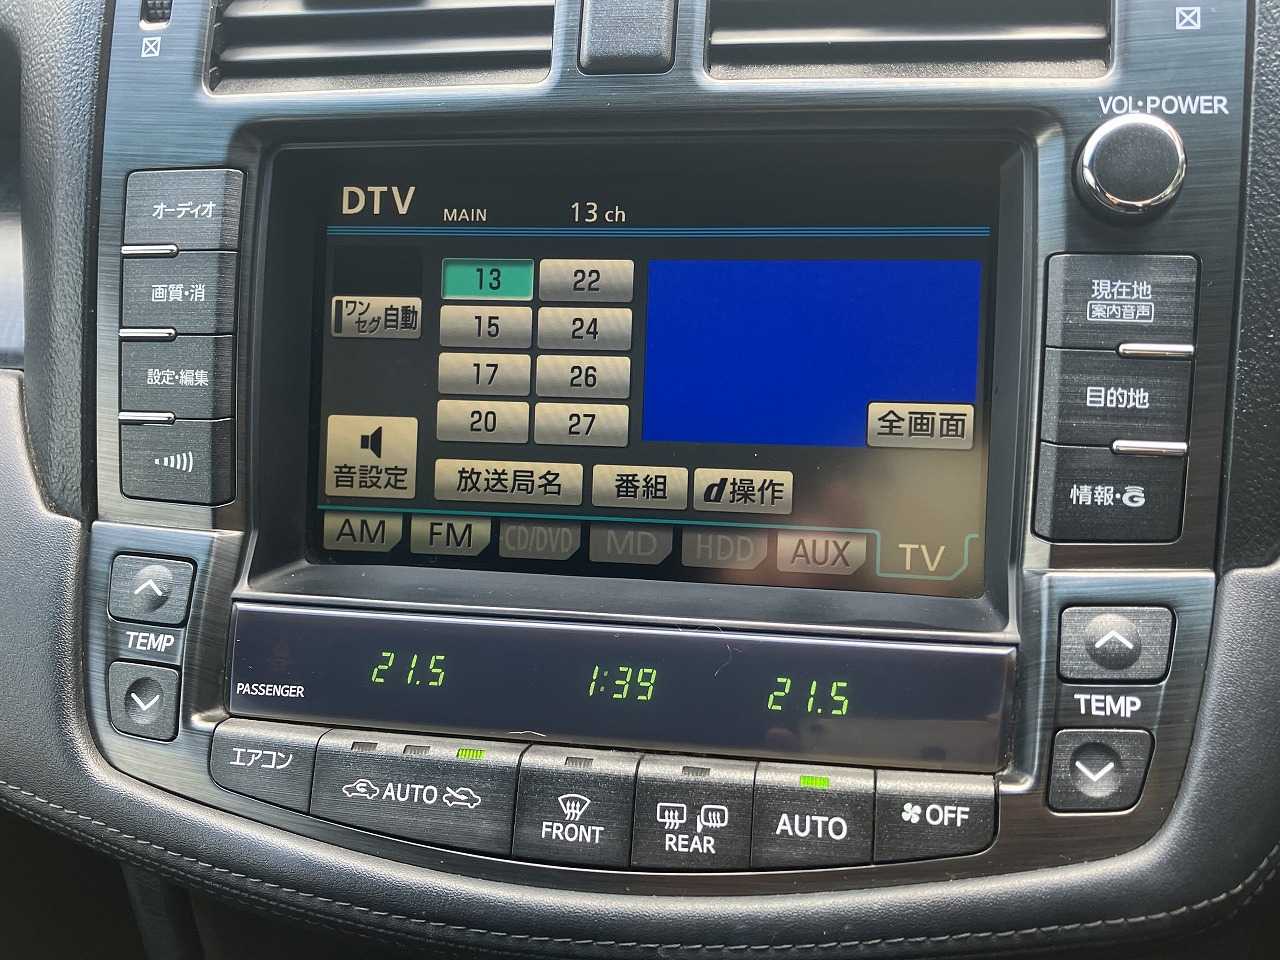 VOL·POWER
オーディオ
画質·消
設定·編集
DTV MAIN 13 ch
13 22
ワンセグ自動
15 24
17 26
20 27
全画面
音設定
放送局名 番組 d操作
AM FM CD/DVD MD HDD AUX TV
現在地
案内音声
目的地
情報·G
TEMP
PASSENGER 21.5 1:39 21.5
TEMP
エアコン
AUTO
FRONT
REAR
AUTO
OFF